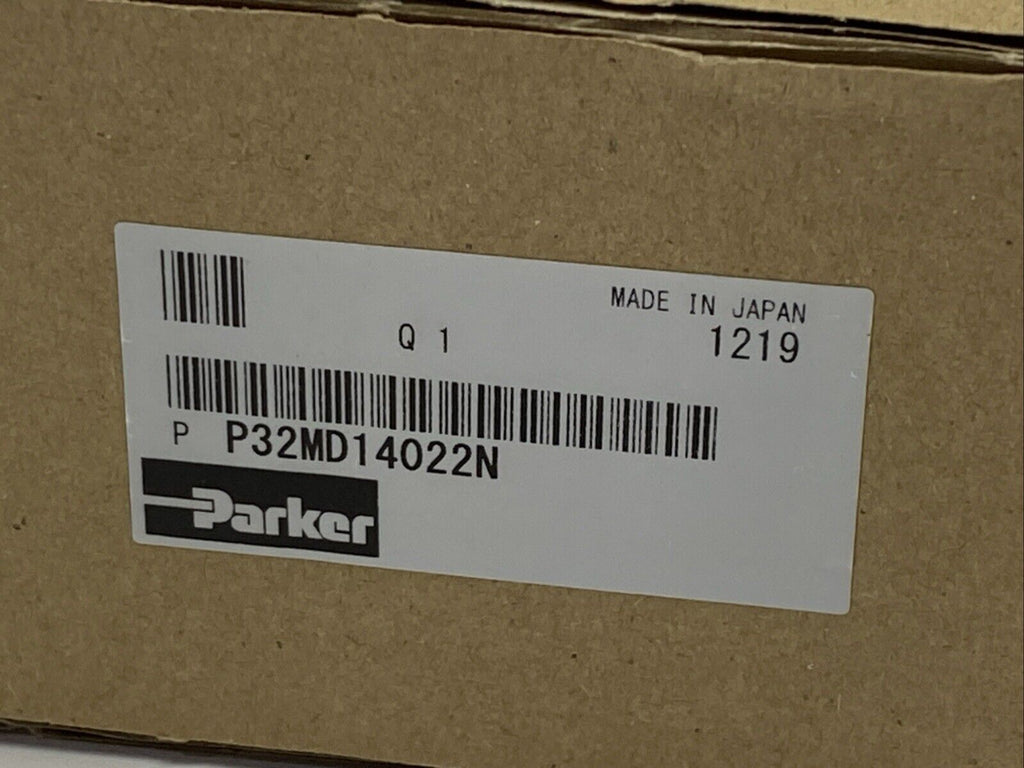 MADE IN JAPAN
Q 1
1219
P P32MD14022N
Parker